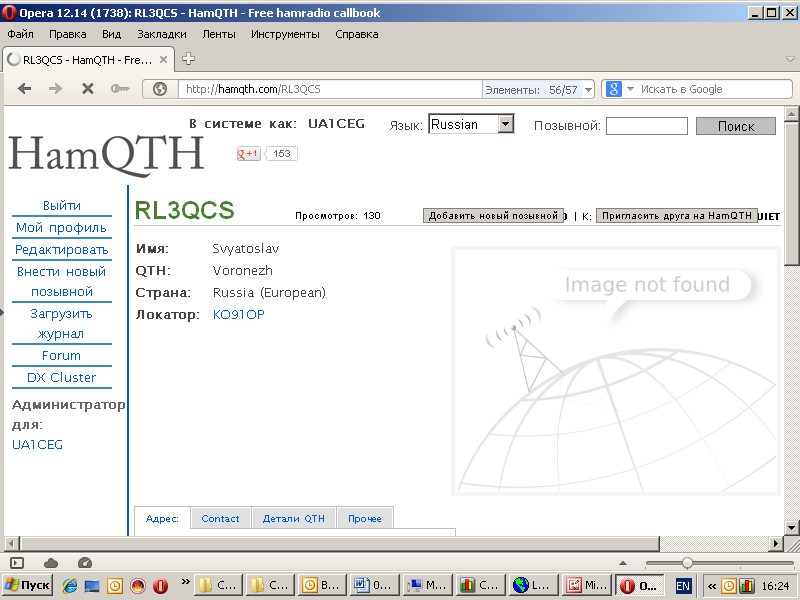 Opera 12.14 (1738): RL3QCS - HamQTH - Free hamradio callbook
Файл Правка Вид Закладки Ленты Инструменты Справка
RL3QCS - HamQTH - Fre...
http://hamqth.com/RL3QCS Элементы: 56/57 Искать в Google
В системе как: UA1CEG Язык: Russian Позывной: Поиск
HamQTH
g+1 153
Выйти
Мой профиль
Редактировать
Внести новый
позывной
Загрузить
журнал
Forum
DX Cluster
Администратор
для:
UA1CEG
RL3QCS Просмотров: 130 Добавить новый позывной | К: Пригласить друга на HamQTH UIET
Имя: Svyatoslav
QTH: Voronezh
Страна: Russia (European)
Локатор: KO91OP
Image not found
Адрес: Contact Детали QTH Прочее
Пуск » C... C... В... О... M... C... L... Mi... O... EN « 16:24